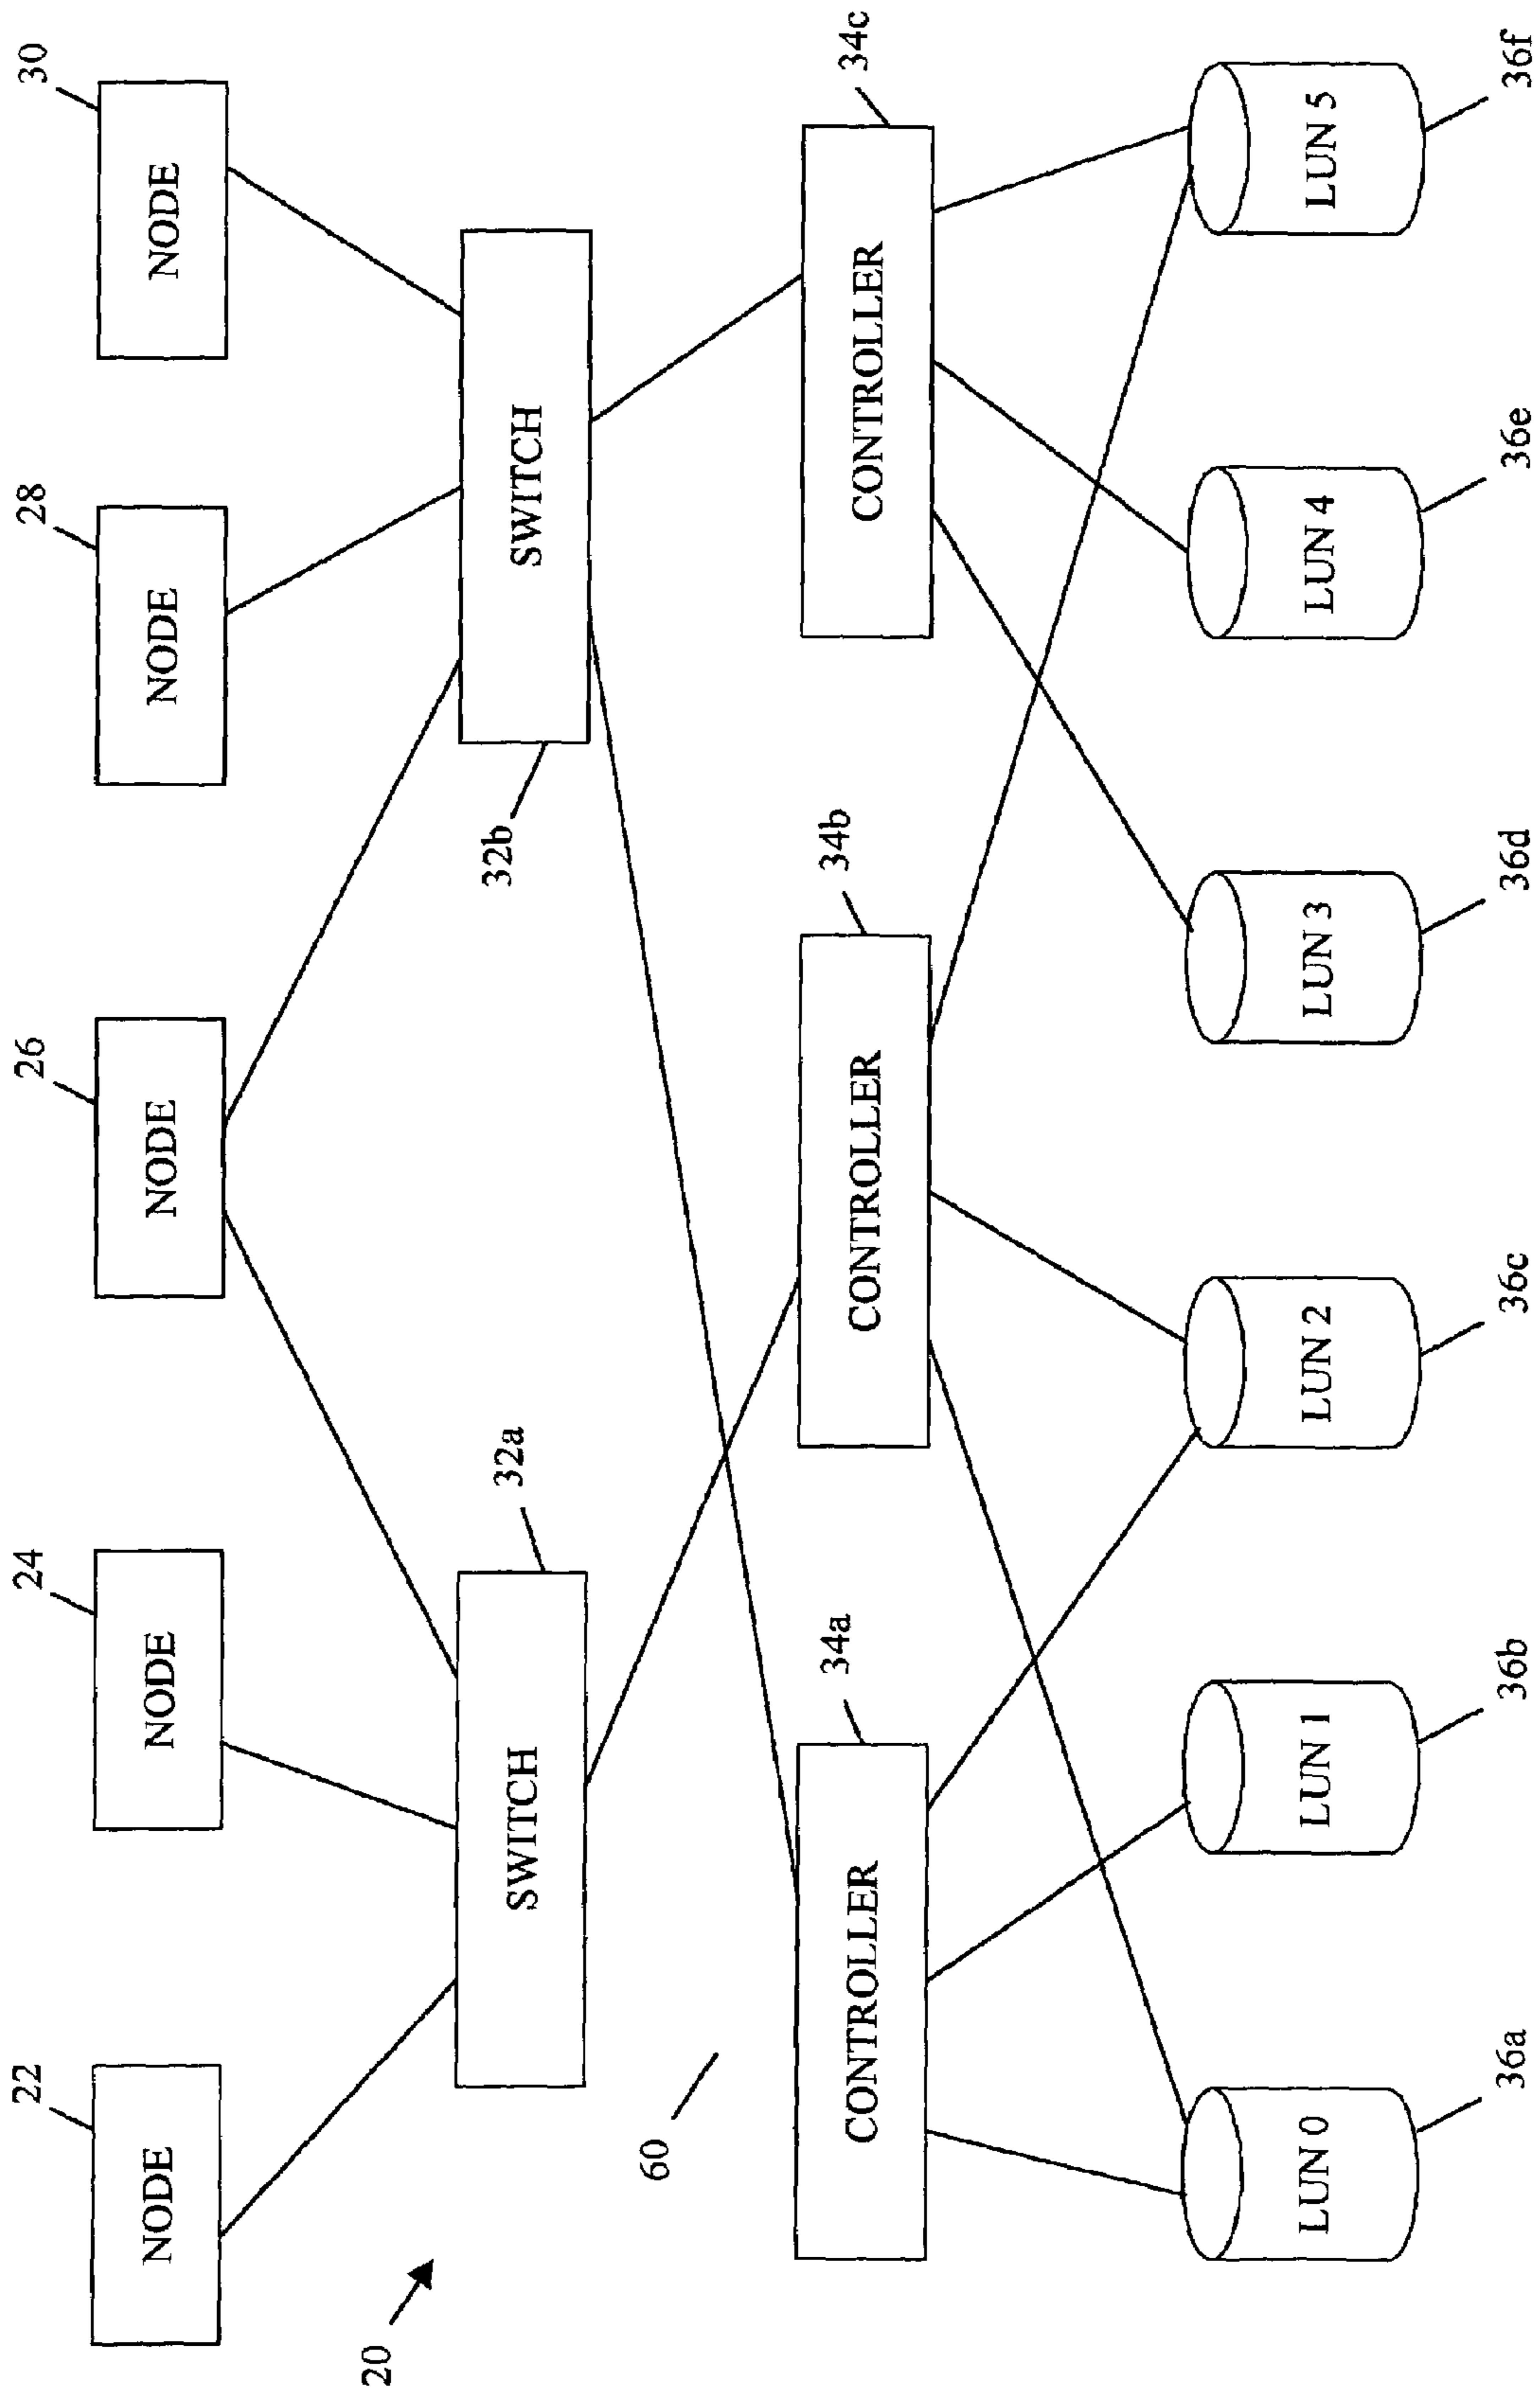 22
24
26
28
30
NODE
NODE
NODE
NODE
NODE
20
SWITCH
32a
32b
SWITCH
60
34a
34b
34c
CONTROLLER
CONTROLLER
CONTROLLER
LUN 0
LUN 1
LUN 2
LUN 3
LUN 4
LUN 5
36a
36b
36c
36d
36e
36f